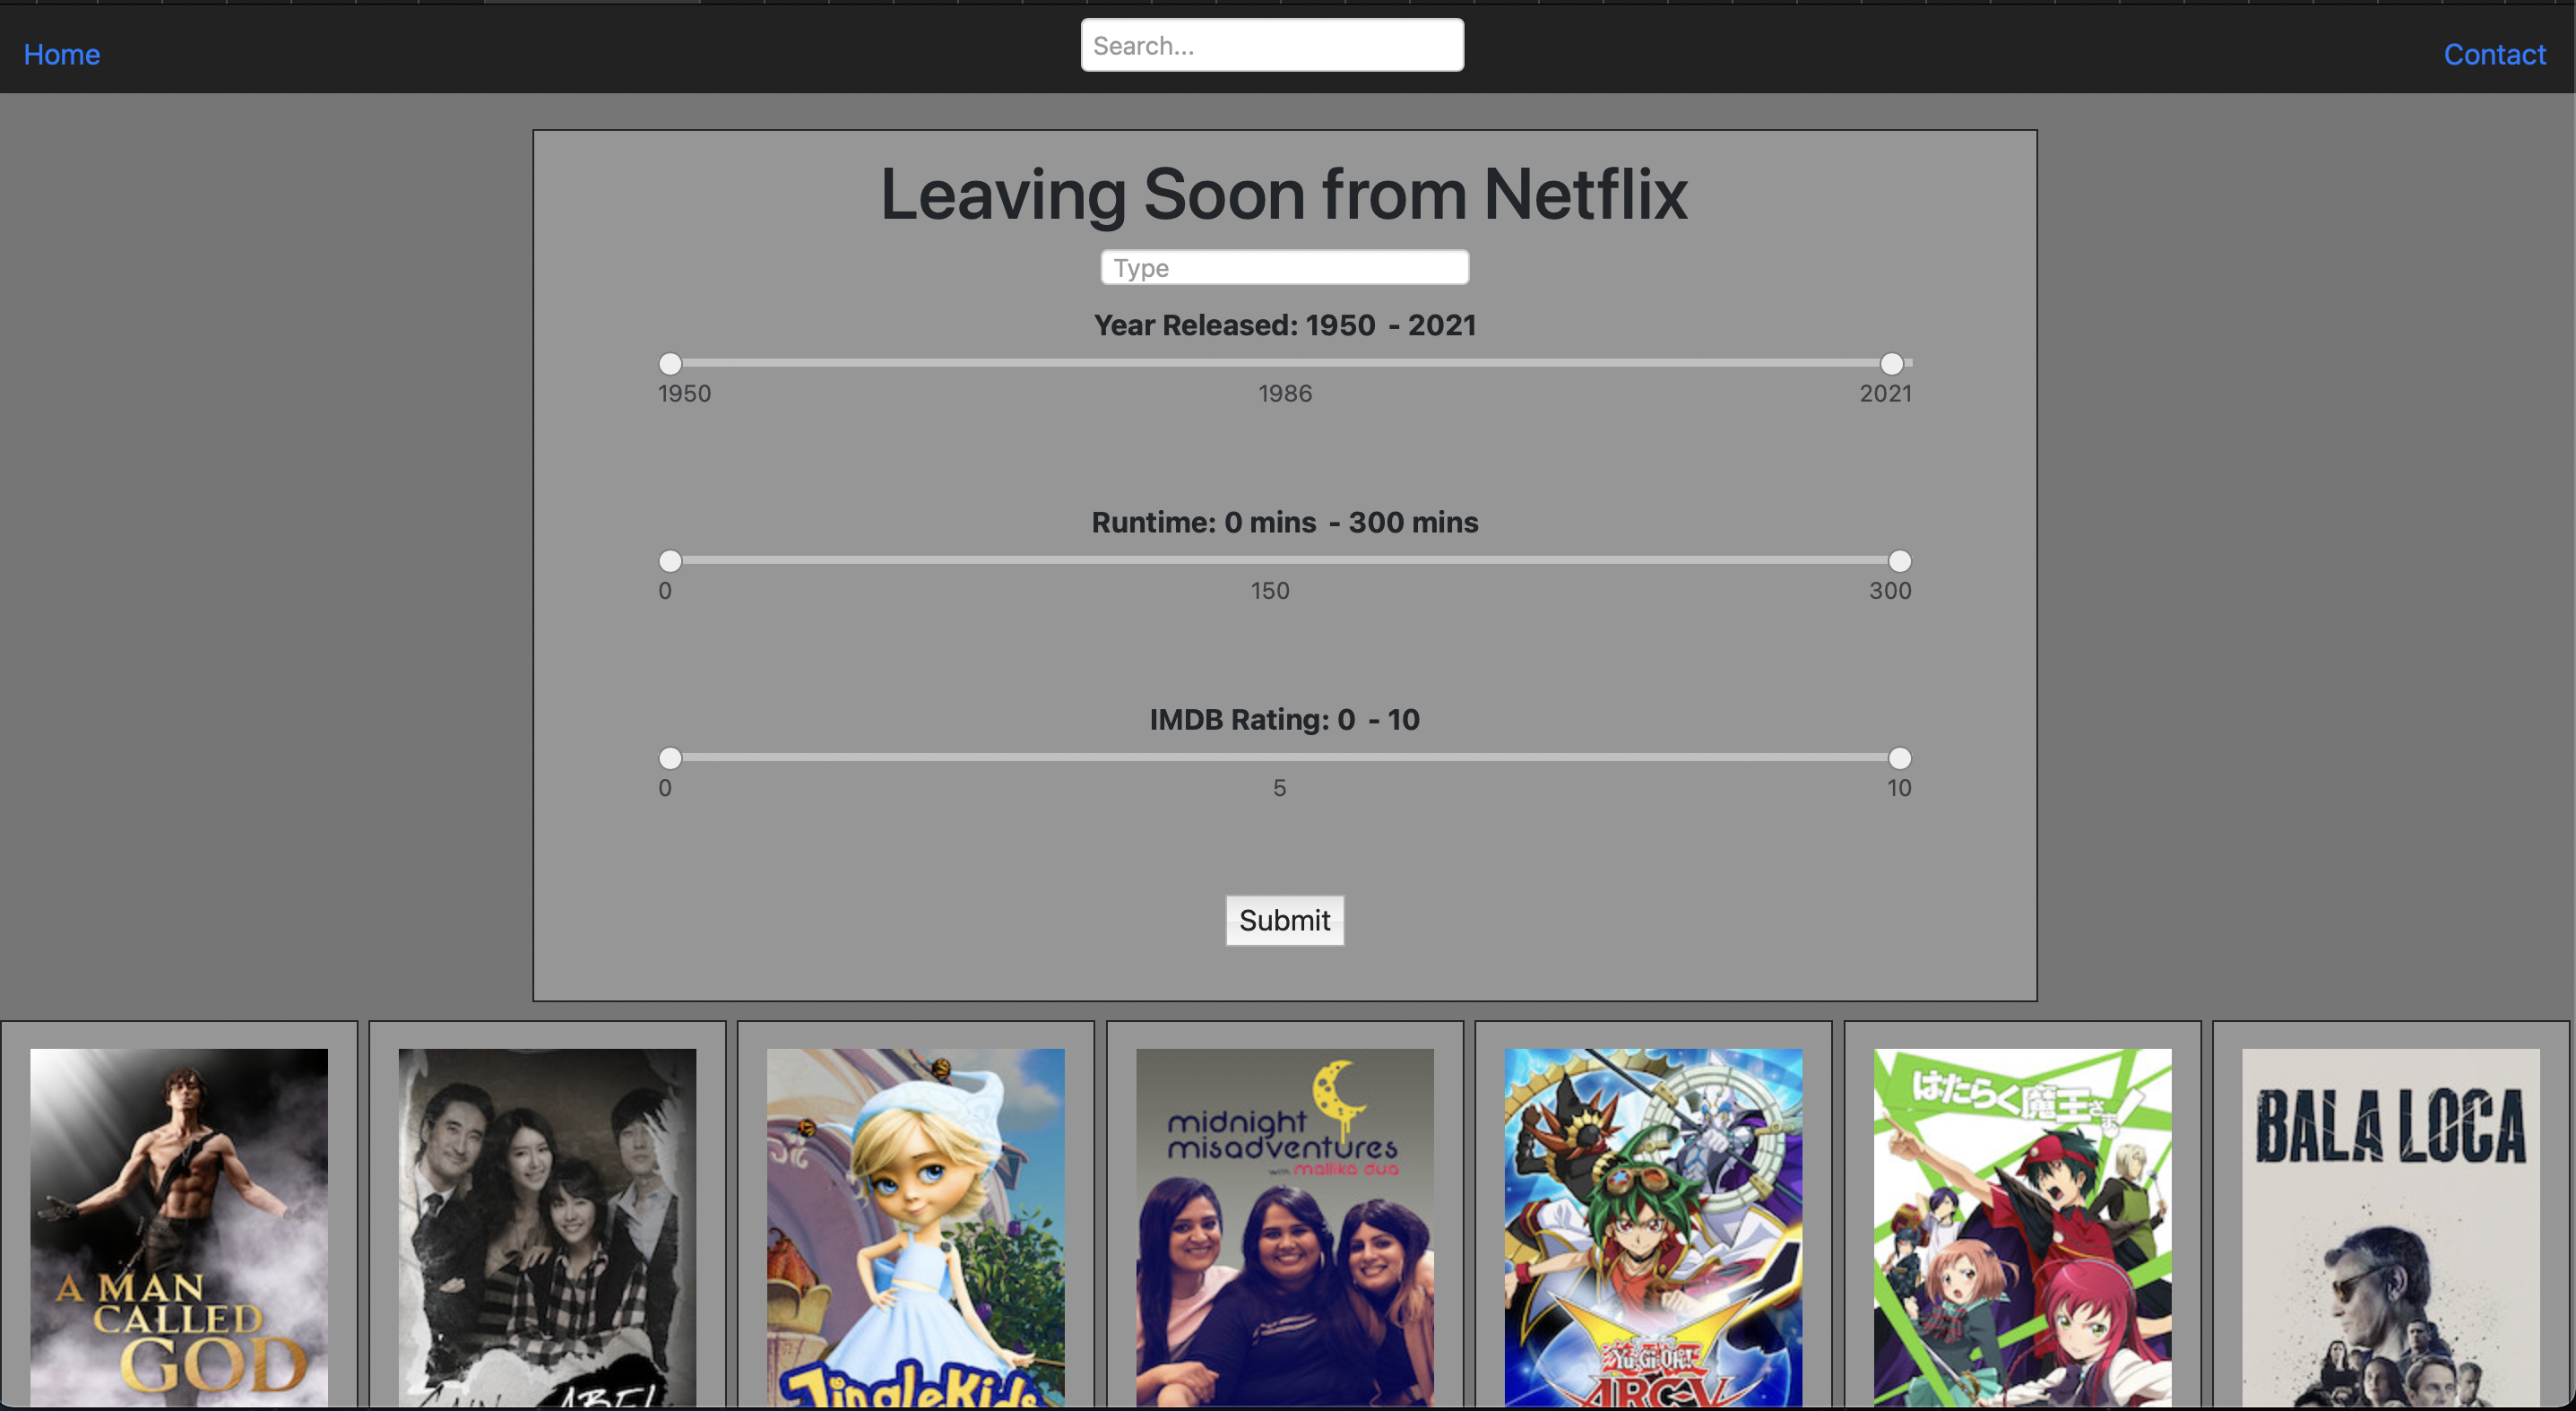 Home
Search...
Contact
Leaving Soon from Netflix
Type
Year Released: 1950 - 2021
1950
1986
2021
Runtime: 0 mins - 300 mins
0
150
300
IMDB Rating: 0 - 10
0
5
10
Submit
A MAN
CALLED
GOD
ABEL
JingleKids
midnight
misadventures
with mallika dua
Yu-Gi-Oh!
ARC-V
はたらく魔王さま!
BALA LOCA